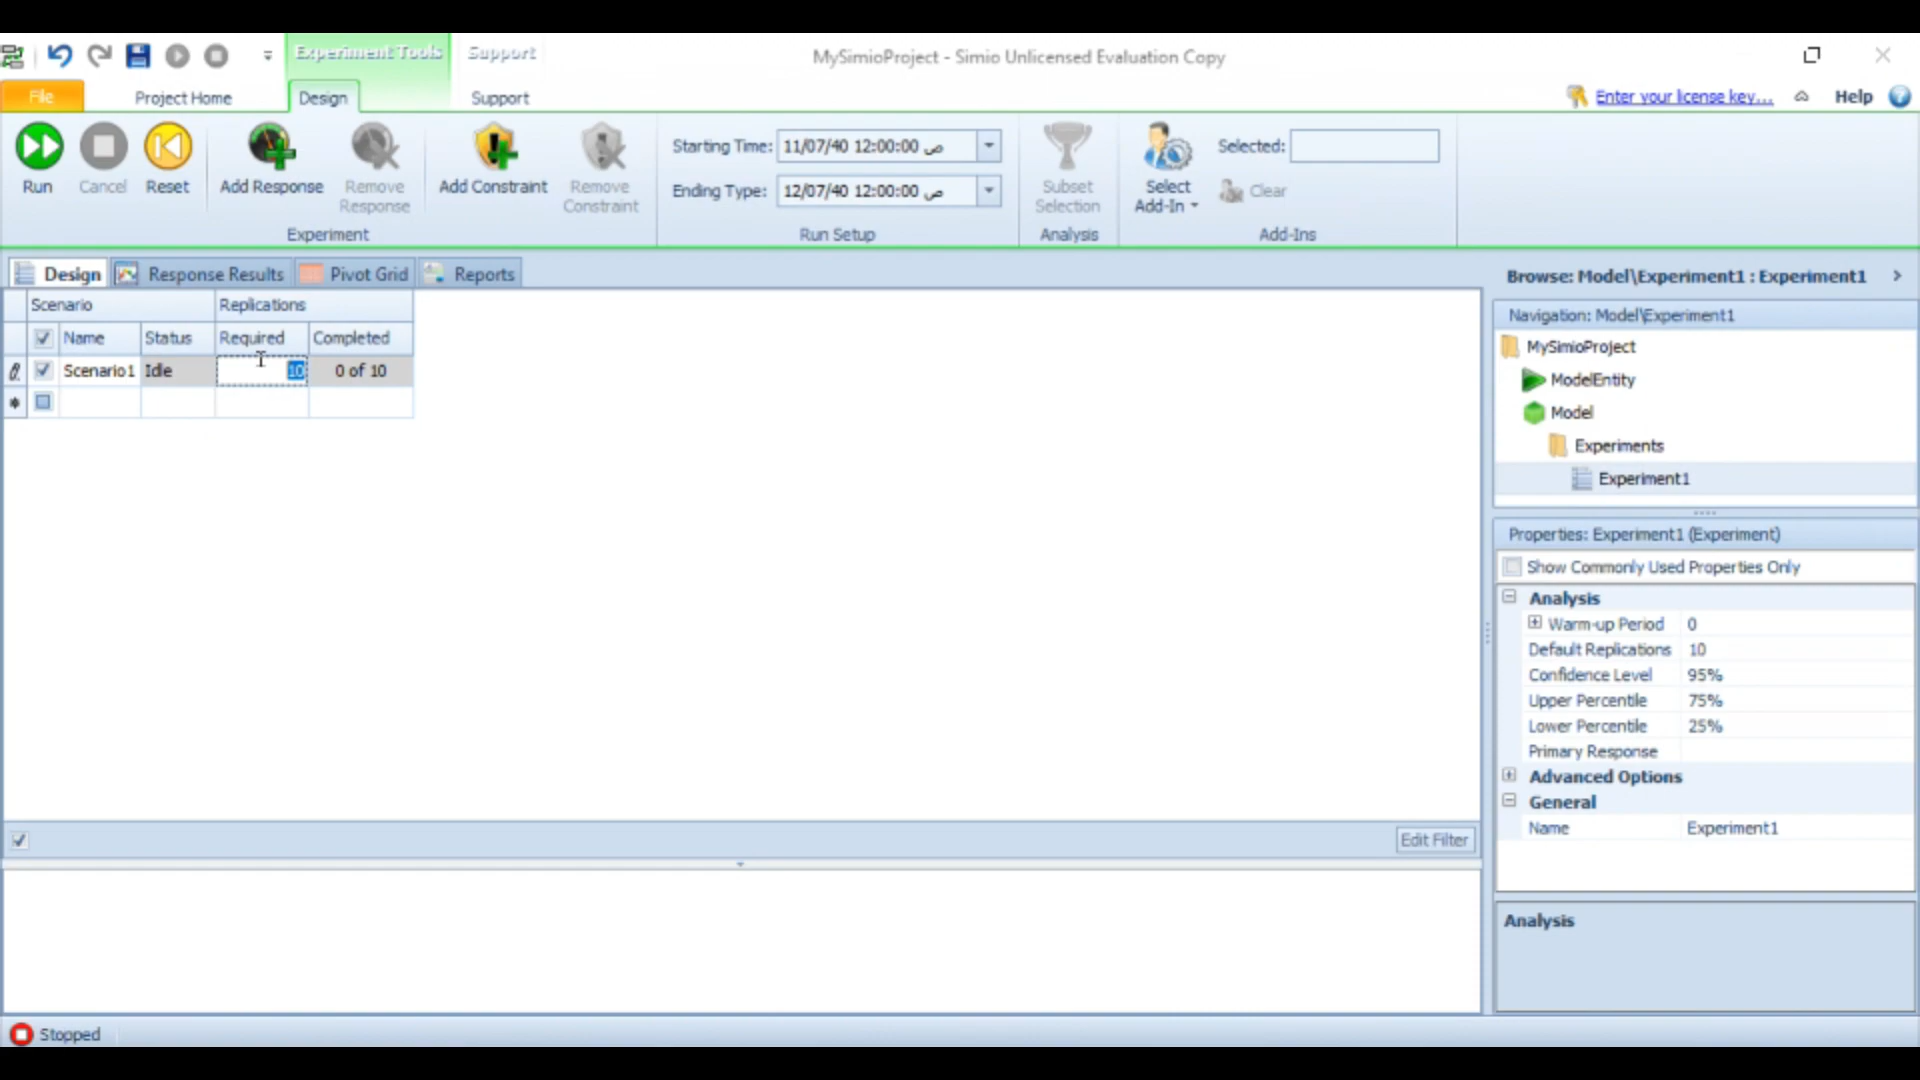 Experiment Tools
Support
MySimioProject - Simio Unlicensed Evaluation Copy
File
Project Home
Design
Support
Enter your license key...
Help
Run
Cancel
Reset
Add Response
Remove
Response
Add Constraint
Remove
Constraint
Experiment
Starting Time: 11/07/40 12:00:00 ص
Ending Type: 12/07/40 12:00:00 ص
Run Setup
Subset
Selection
Analysis
Select
Add-In
Selected:
Clear
Add-Ins
Design
Response Results
Pivot Grid
Reports
Scenario
Replications
Name
Status
Required
Completed
Scenario1
Idle
10
0 of 10
Edit Filter
Stopped
Browse: Model\Experiment1 : Experiment1
Navigation: Model\Experiment1
MySimioProject
ModelEntity
Model
Experiments
Experiment1
Properties: Experiment1 (Experiment)
Show Commonly Used Properties Only
Analysis
Warm-up Period 0
Default Replications 10
Confidence Level 95%
Upper Percentile 75%
Lower Percentile 25%
Primary Response
Advanced Options
General
Name Experiment1
Analysis